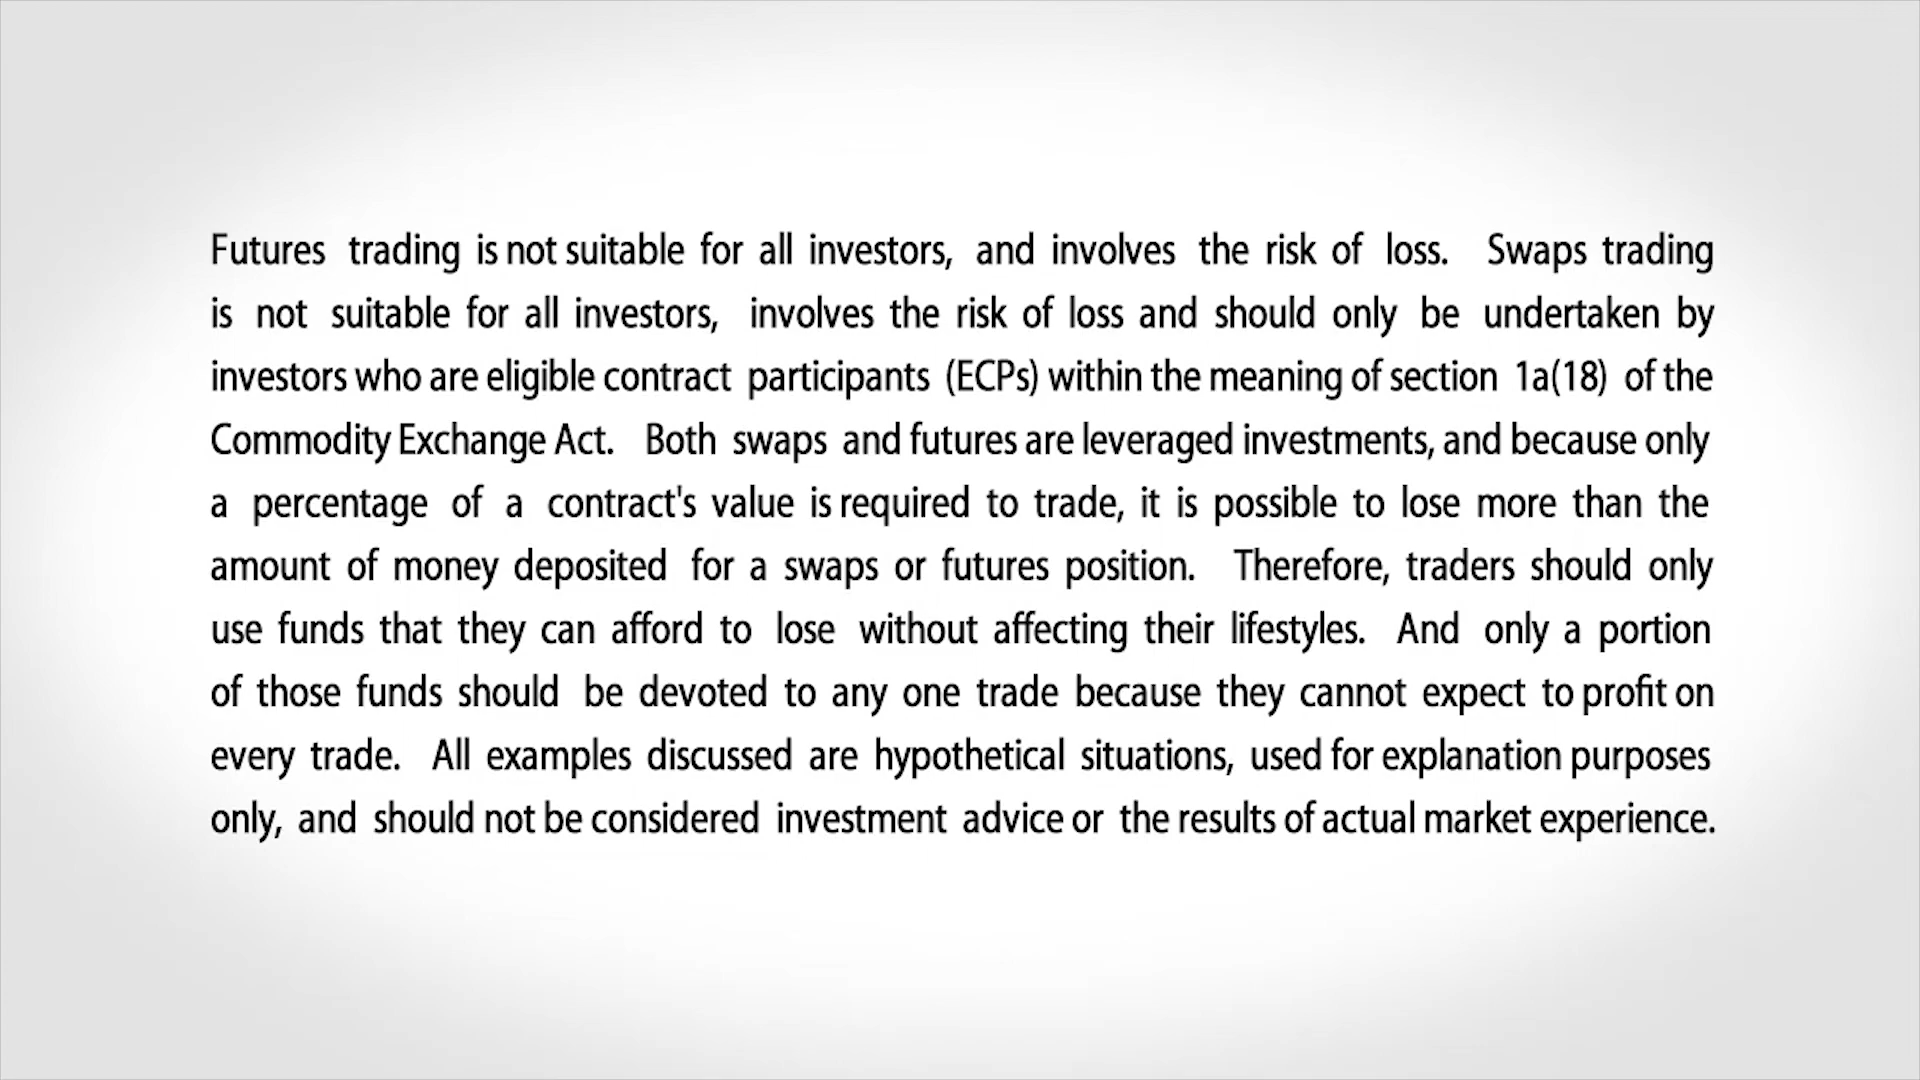 Futures trading is not suitable for all investors, and involves the risk of loss. Swaps trading
is not suitable for all investors, involves the risk of loss and should only be undertaken by
investors who are eligible contract participants (ECPs) within the meaning of section 1a(18) of the
Commodity Exchange Act. Both swaps and futures are leveraged investments, and because only
a percentage of a contract's value is required to trade, it is possible to lose more than the
amount of money deposited for a swaps or futures position. Therefore, traders should only
use funds that they can afford to lose without affecting their lifestyles. And only a portion
of those funds should be devoted to any one trade because they cannot expect to profit on
every trade. All examples discussed are hypothetical situations, used for explanation purposes
only, and should not be considered investment advice or the results of actual market experience.